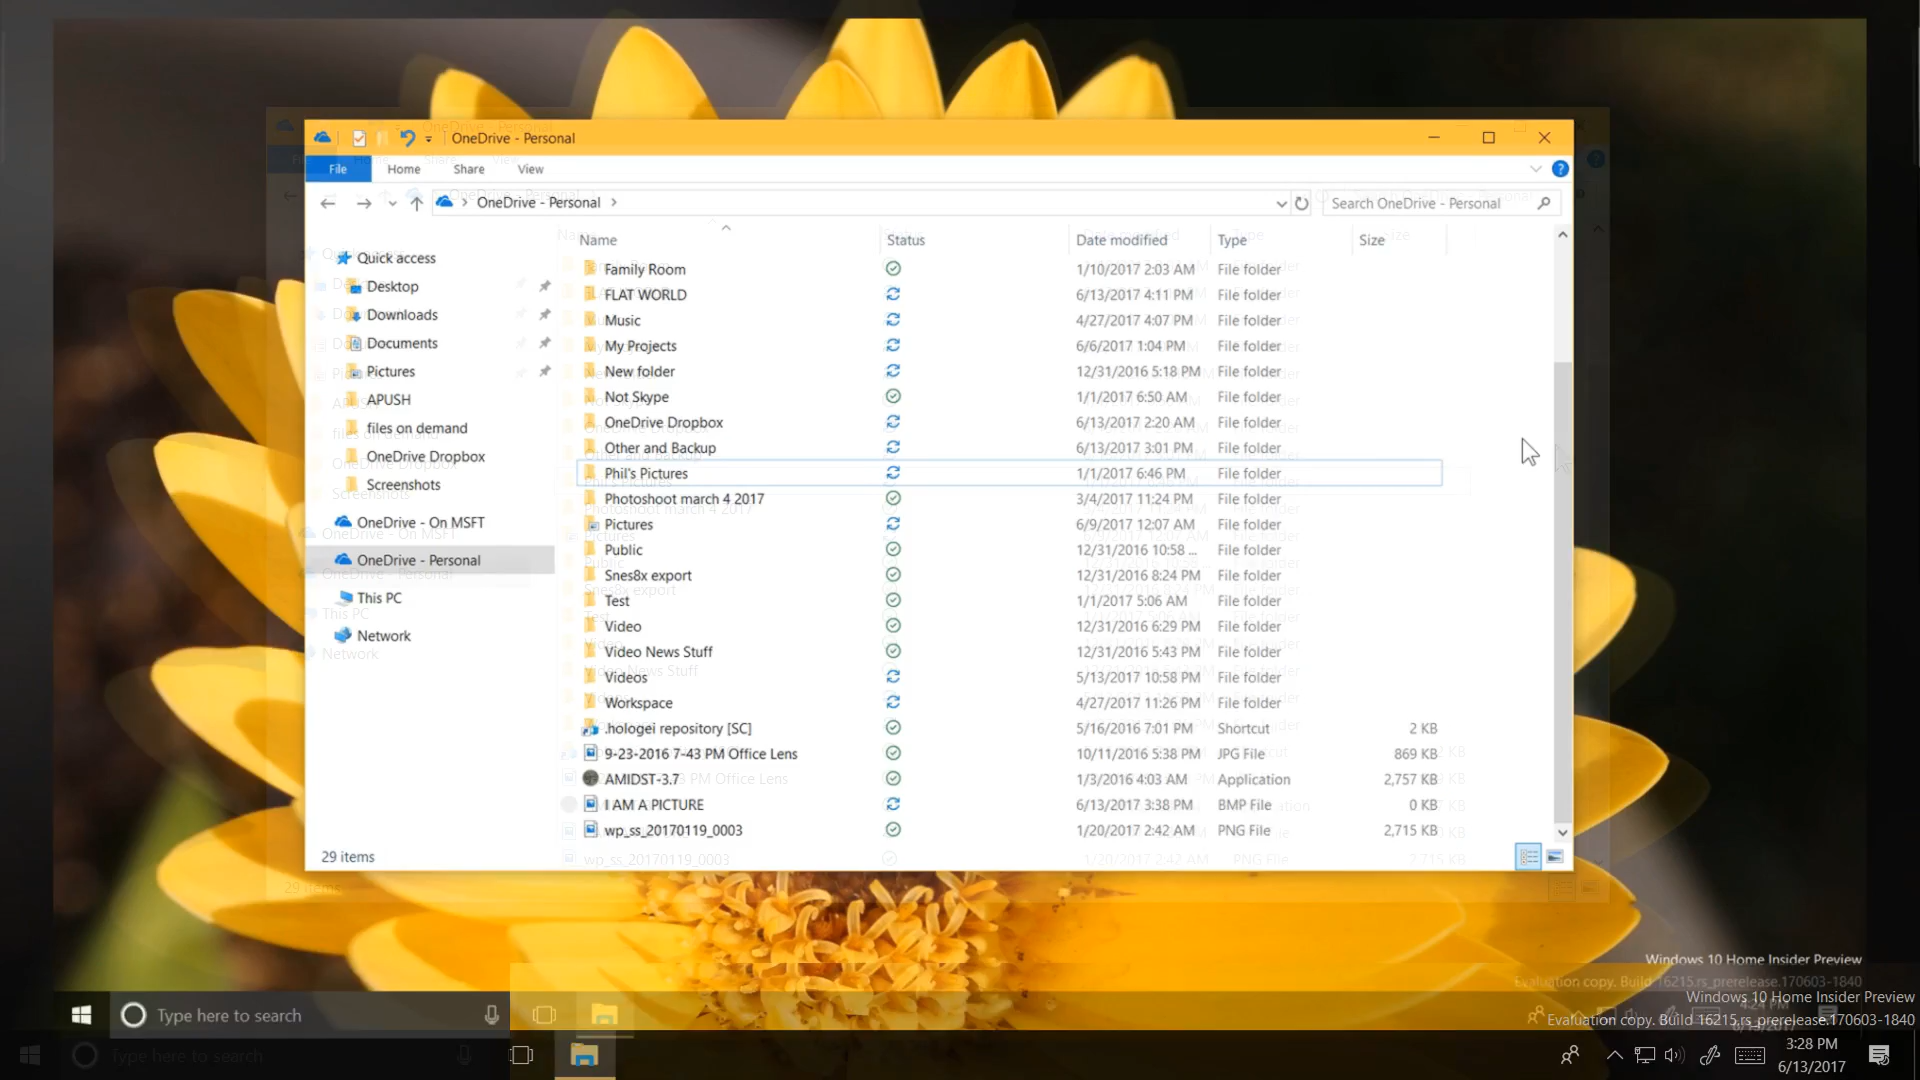 OneDrive - Personal
File Home Share View
OneDrive - Personal
Search OneDrive - Personal
Name Status Date modified Type Size
Quick access
Desktop
Downloads
Documents
Pictures
APUSH
files on demand
OneDrive Dropbox
Screenshots
OneDrive - On MSFT
OneDrive - Personal
This PC
Network
Family Room 1/10/2017 2:03 AM File folder
FLAT WORLD 6/13/2017 4:11 PM File folder
Music 4/27/2017 4:07 PM File folder
My Projects 6/6/2017 1:04 PM File folder
New folder 12/31/2016 5:18 PM File folder
Not Skype 1/1/2017 6:50 AM File folder
OneDrive Dropbox 6/13/2017 2:20 AM File folder
Other and Backup 6/13/2017 3:01 PM File folder
Phil's Pictures 1/1/2017 6:46 PM File folder
Photoshoot march 4 2017 3/4/2017 11:24 PM File folder
Pictures 6/9/2017 12:07 AM File folder
Public 12/31/2016 10:58 ... File folder
Snes8x export 12/31/2016 8:24 PM File folder
Test 1/1/2017 5:06 AM File folder
Video 12/31/2016 6:29 PM File folder
Video News Stuff 12/31/2016 5:43 PM File folder
Videos 5/13/2017 10:58 PM File folder
Workspace 4/27/2017 11:26 PM File folder
.hologei repository [SC] 5/16/2016 7:01 PM Shortcut 2 KB
9-23-2016 7-43 PM Office Lens 10/11/2016 5:38 PM JPG File 869 KB
AMIDST-3.7 1/3/2016 4:03 AM Application 2,757 KB
I AM A PICTURE 6/13/2017 3:38 PM BMP File 0 KB
wp_ss_20170119_0003 1/20/2017 2:42 AM PNG File 2,715 KB
29 items
Windows 10 Home Insider Preview
Evaluation copy. Build 16215.rs_prerelease.170603-1840
Windows 10 Home Insider Preview
Evaluation copy. Build 16215.rs_prerelease.170603-1840
Type here to search
4:24 PM
Type here to search
3:28 PM
6/13/2017